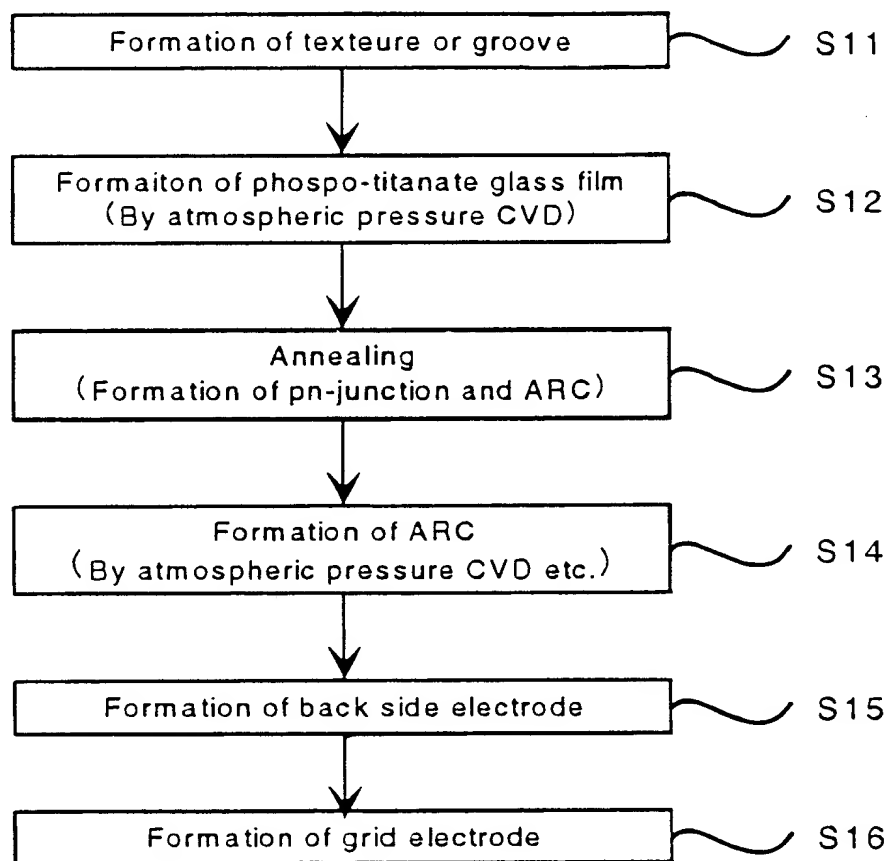 Formation of texteure or groove
S11
Formaiton of phospo-titanate glass film
(By atmospheric pressure CVD)
S12
Annealing
(Formation of pn-junction and ARC)
S13
Formation of ARC
(By atmospheric pressure CVD etc.)
S14
Formation of back side electrode
S15
Formation of grid electrode
S16